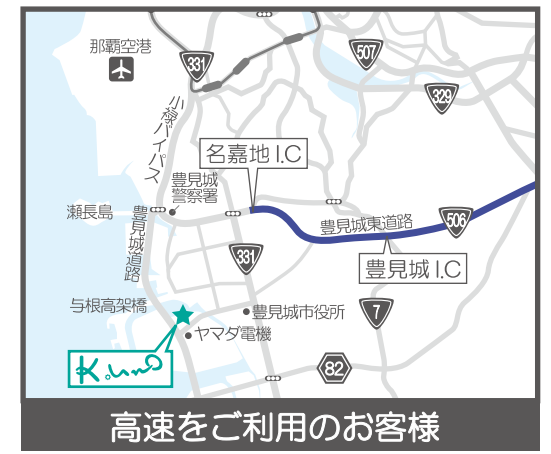 那覇空港
331
507
329
小禄バイパス
名嘉地 I.C
豊見城
警察署
瀬長島
豊見城道路
豊見城東道路
506
331
豊見城 I.C
与根高架橋
豊見城市役所
7
ヤマダ電機
K.uno
82
高速をご利用のお客様